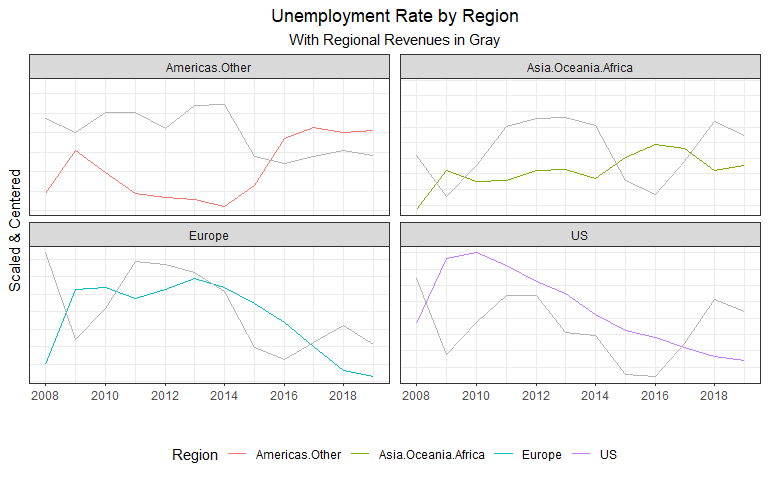 Unemployment Rate by Region
With Regional Revenues in Gray
Americas.Other
Asia.Oceania.Africa
Scaled & Centered
Europe
US
2008 2010 2012 2014 2016 2018
2008 2010 2012 2014 2016 2018
Region Americas.Other Asia.Oceania.Africa Europe US